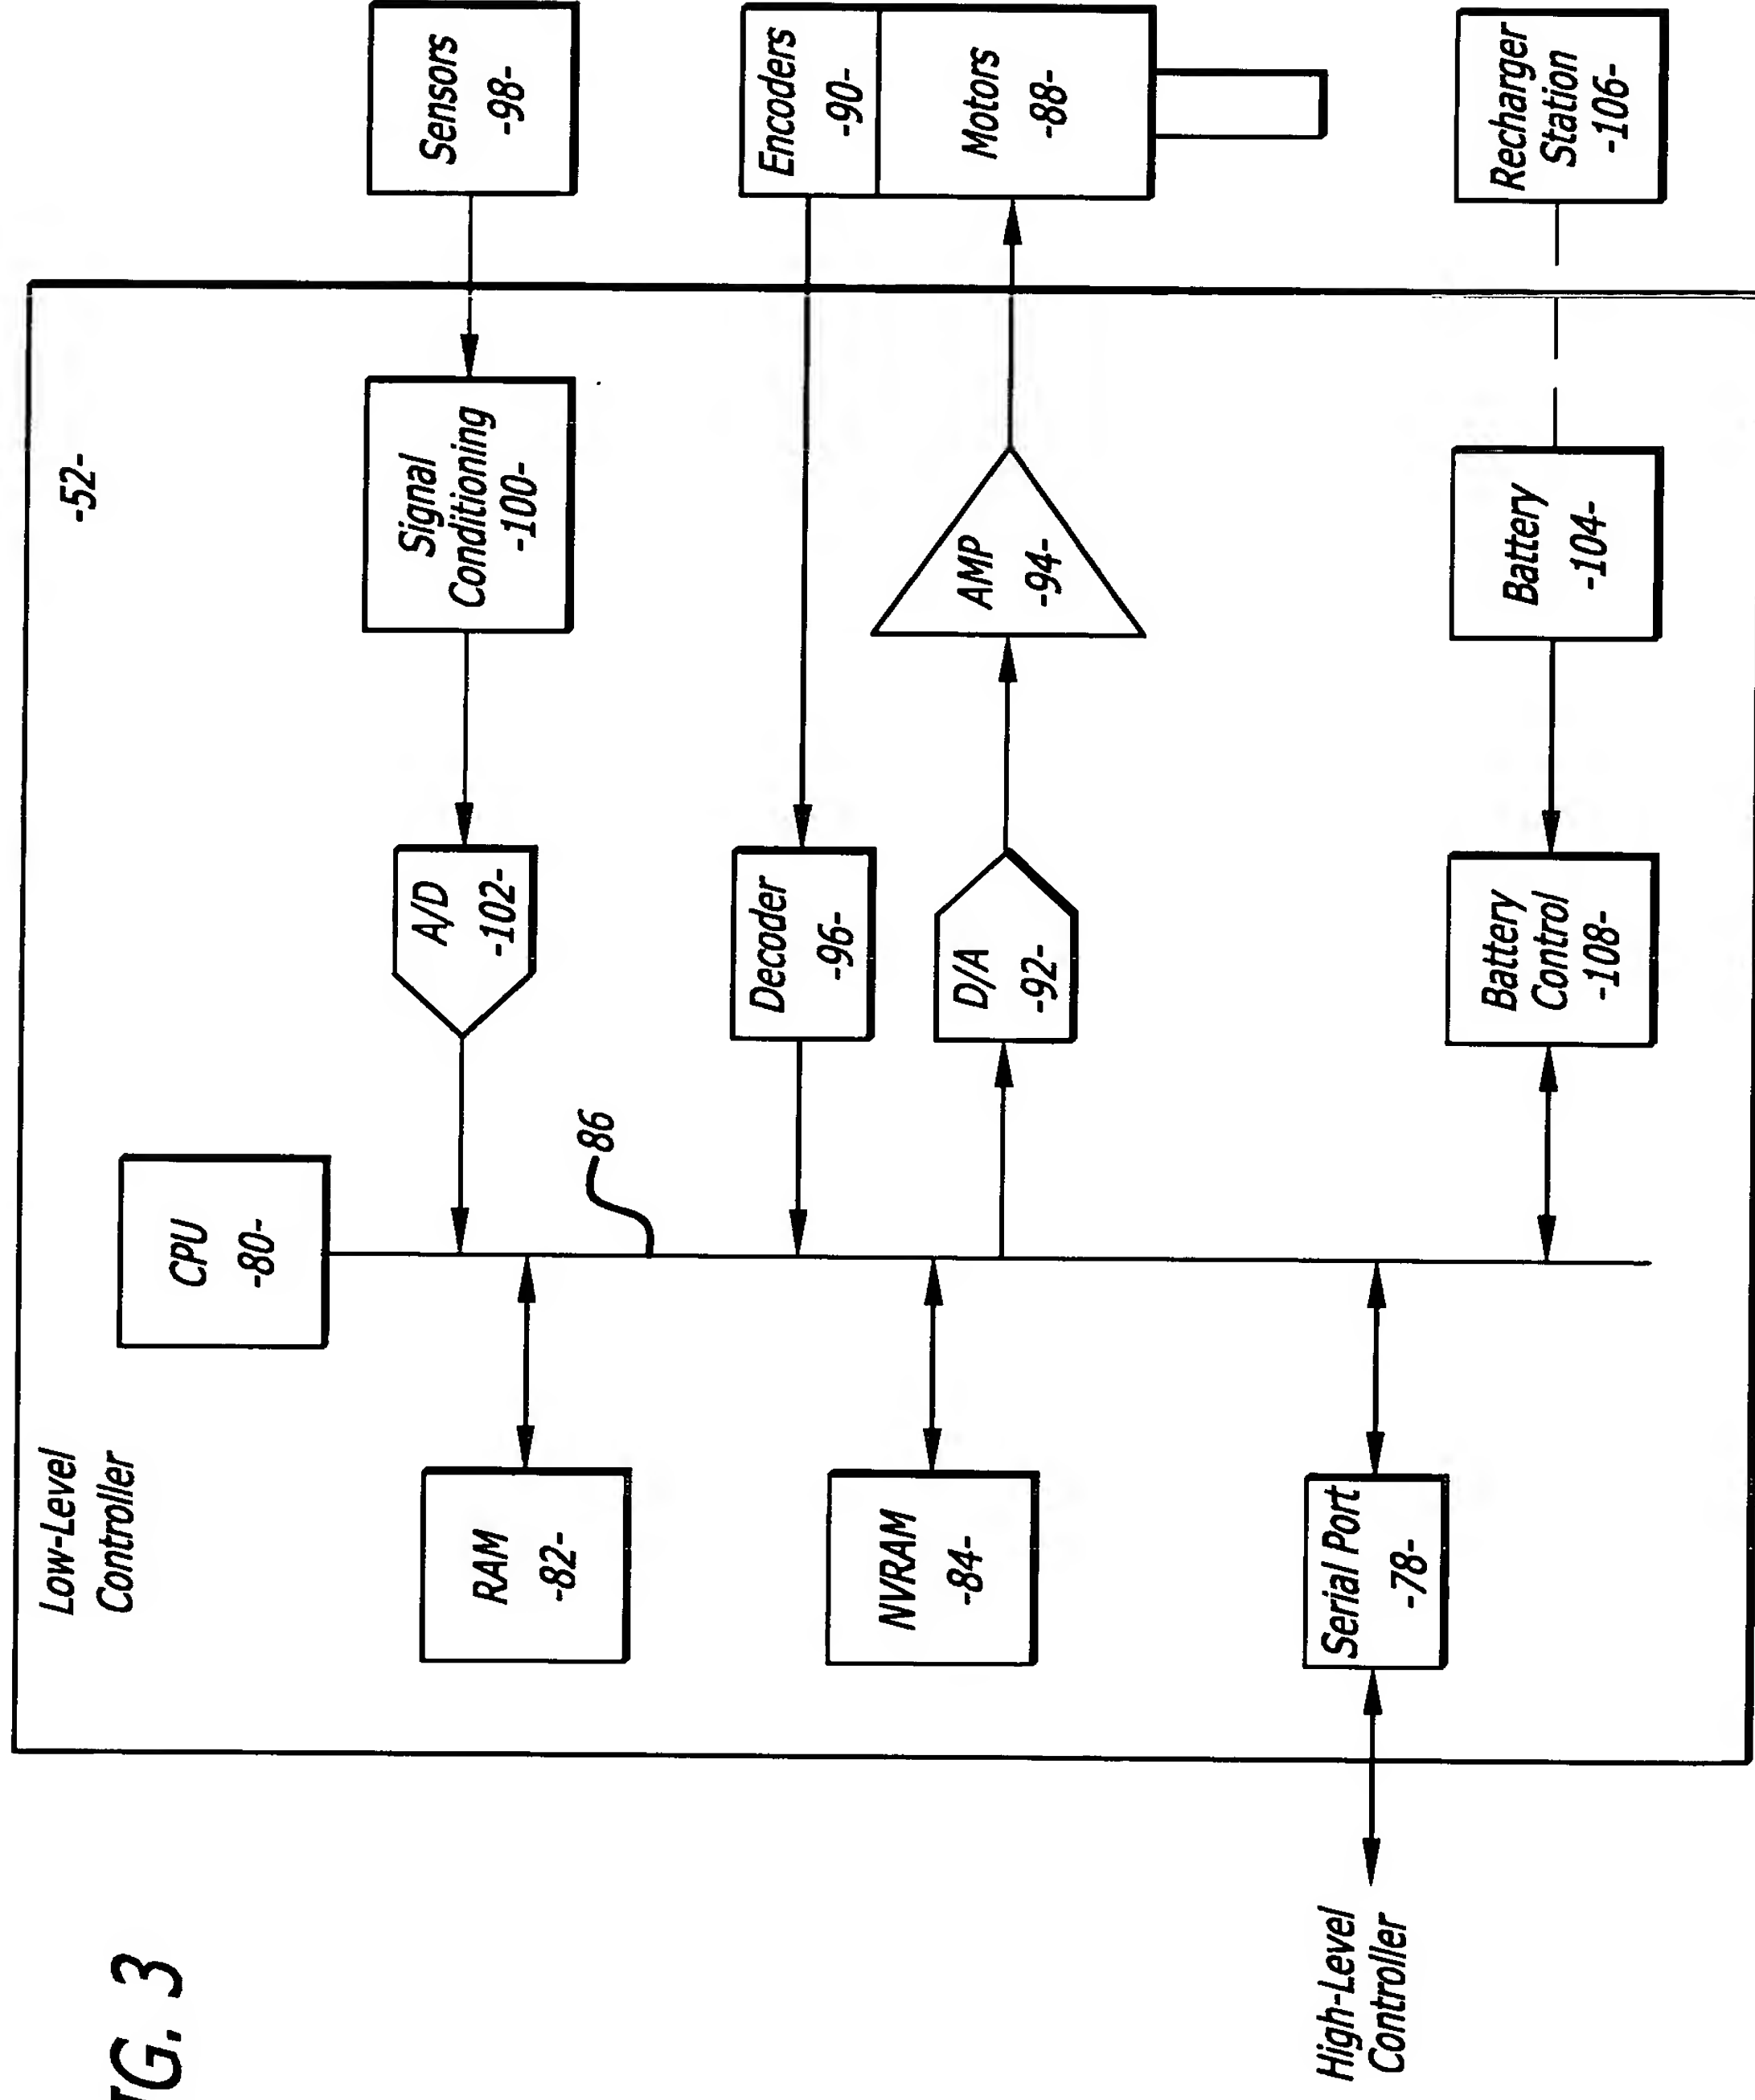 IG. 3
Low-Level
Controller
-52-
CPU
-80-
RAM
-82-
A/D
-102-
Signal
Conditioning
-100-
Sensors
-98-
86
NVRAM
-84-
Decoder
-96-
Encoders
-90-
D/A
-92-
AMP
-94-
Motors
-88-
High-Level
Controller
Serial Port
-78-
Battery
Control
-108-
Battery
-104-
Recharger
Station
-106-